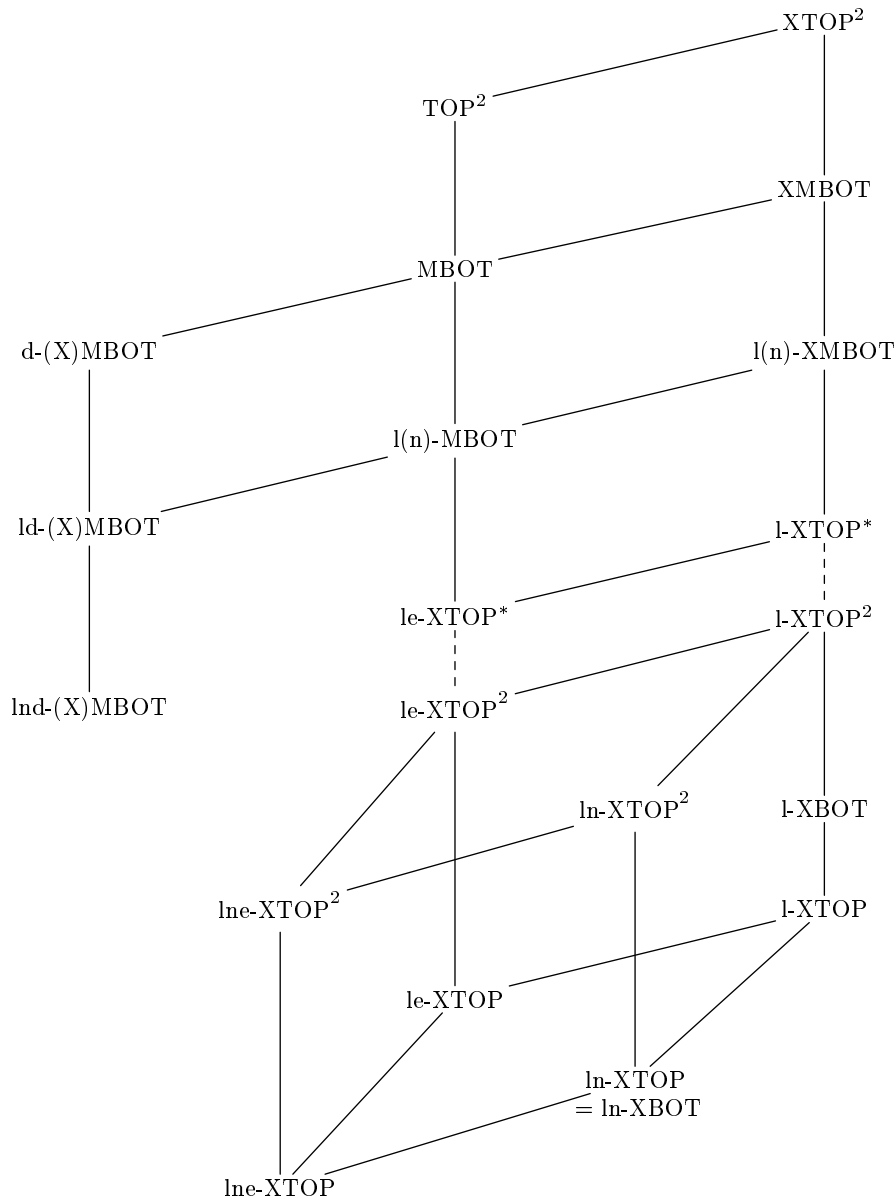 XTOP²
TOP²
XMBOT
MBOT
d-(X)MBOT
l(n)-XMBOT
l(n)-MBOT
ld-(X)MBOT
l-XTOP*
le-XTOP*
l-XTOP²
lnd-(X)MBOT
le-XTOP²
ln-XTOP²
l-XBOT
lne-XTOP²
l-XTOP
le-XTOP
ln-XTOP
= ln-XBOT
lne-XTOP